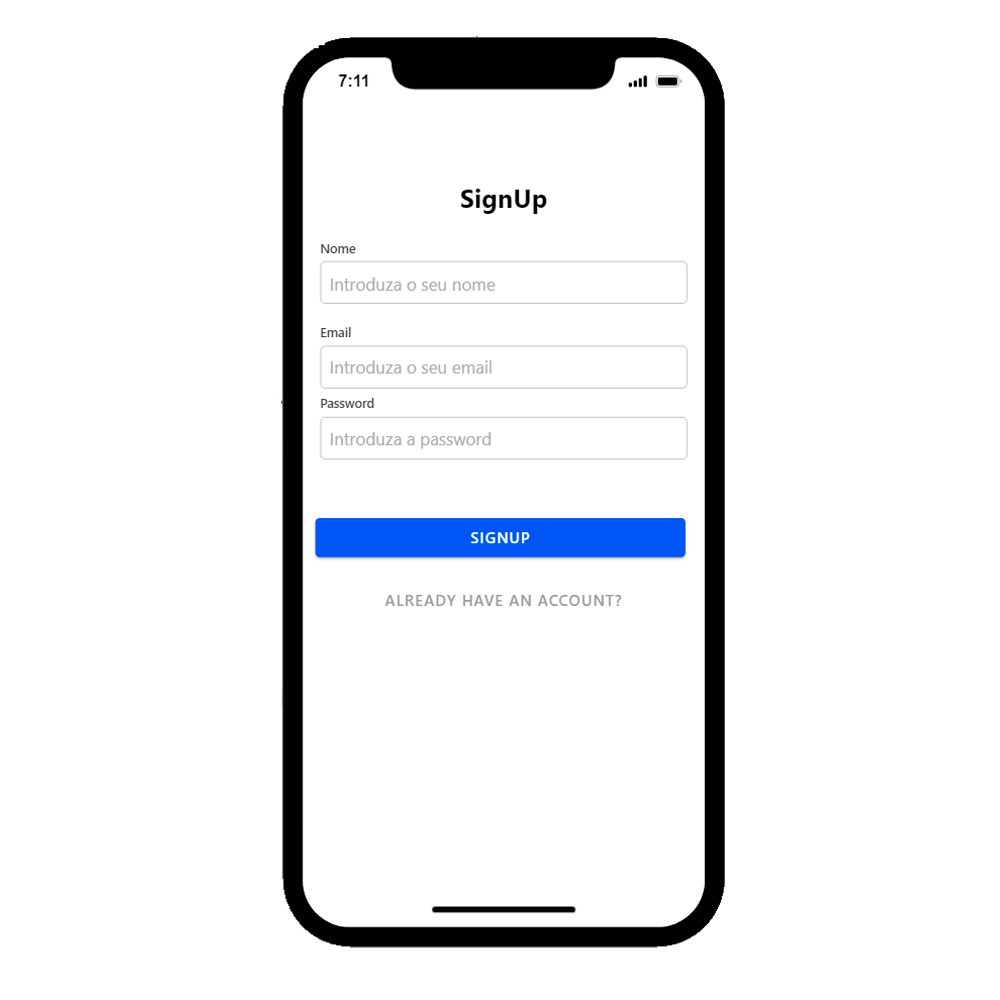 7:11
SignUp
Nome
Introduza o seu nome
Email
Introduza o seu email
Password
Introduza a password
SIGNUP
ALREADY HAVE AN ACCOUNT?